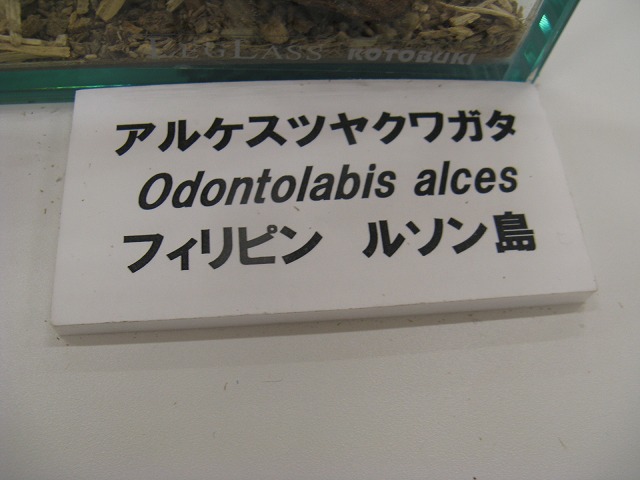 GLASS KOTOBUKI
アルケスツヤクワガタ
Odontolabis alces
フィリピン ルソン島